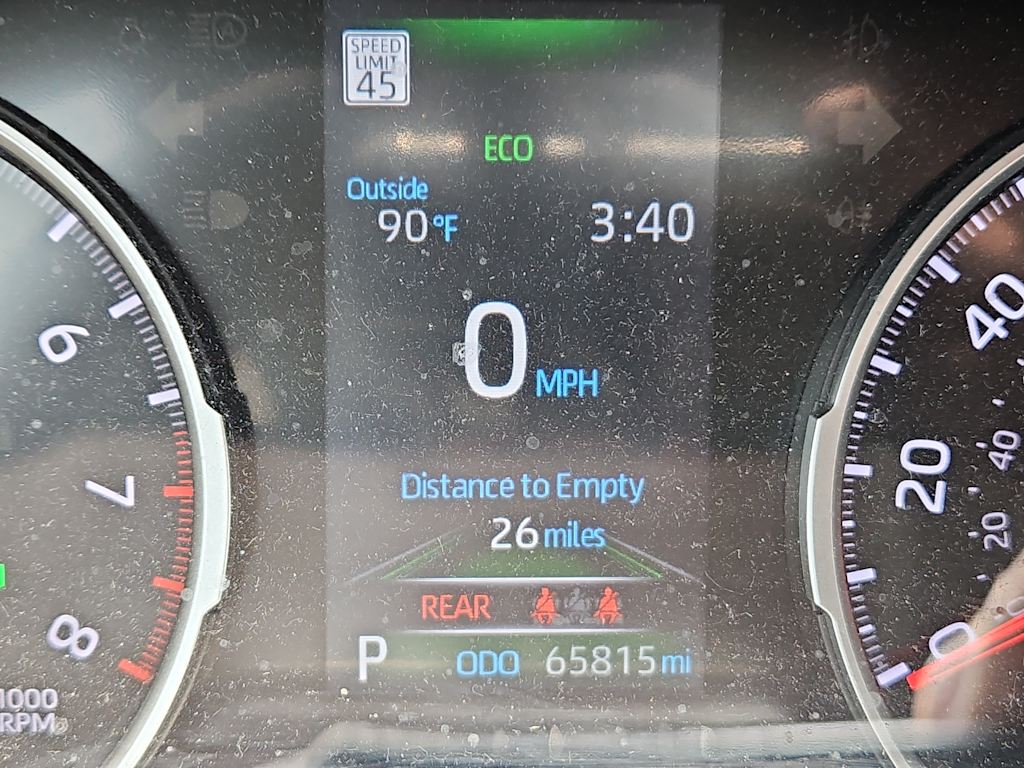 SPEED
LIMIT
45
ECO
Outside
90 °F
3:40
0 MPH
Distance to Empty
26 miles
REAR
P
ODO 65815 mi
6
7
8
1000
RPM
40
20
0
40
20